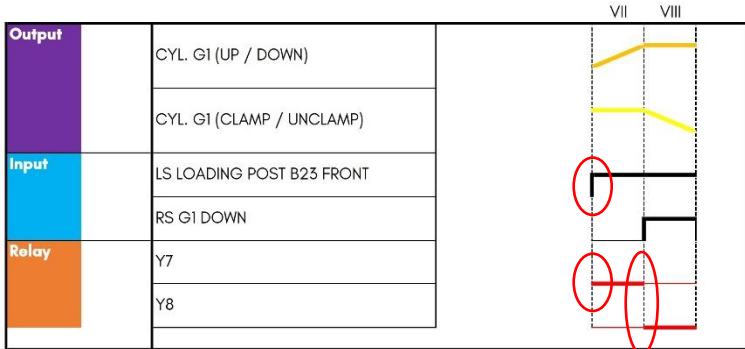 VII VIII
Output
CYL. G1 (UP / DOWN)
CYL. G1 (CLAMP / UNCLAMP)
Input
LS LOADING POST B23 FRONT
RS G1 DOWN
Relay
Y7
Y8